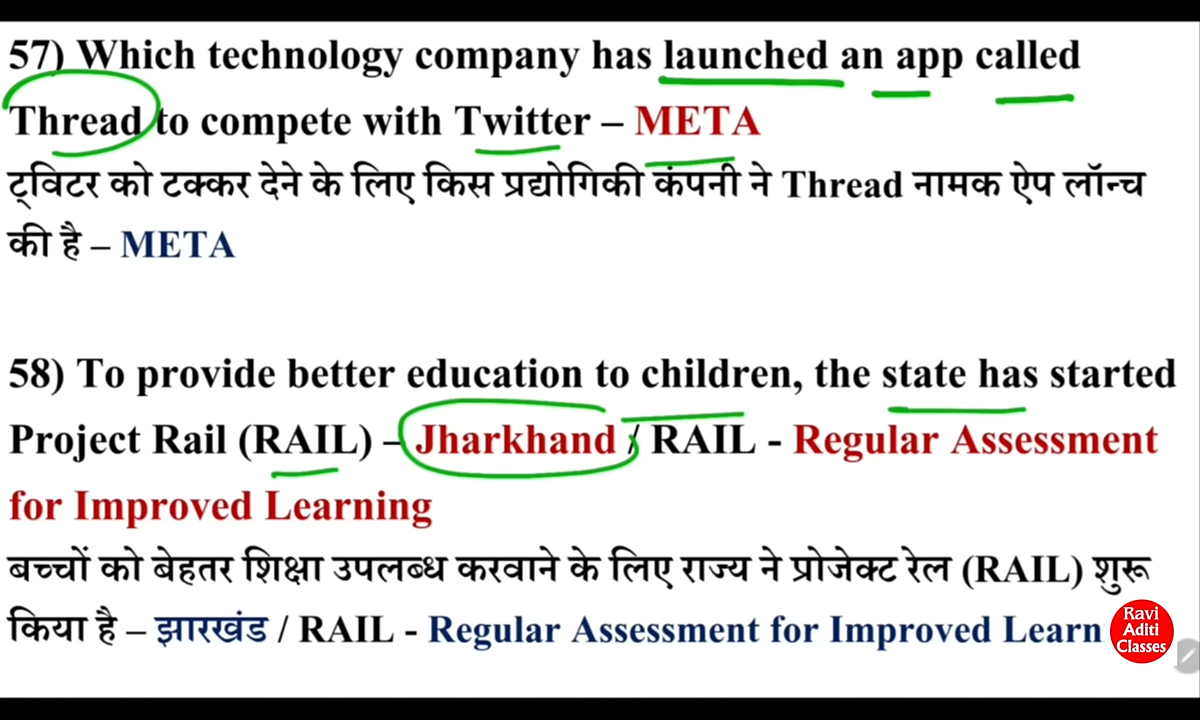 57) Which technology company has launched an app called
Thread to compete with Twitter – META
ट्विटर को टक्कर देने के लिए किस प्रद्योगिकी कंपनी ने Thread नामक ऐप लॉन्च
की है – META
58) To provide better education to children, the state has started
Project Rail (RAIL) – Jharkhand / RAIL - Regular Assessment
for Improved Learning
बच्चों को बेहतर शिक्षा उपलब्ध करवाने के लिए राज्य ने प्रोजेक्ट रेल (RAIL) शुरू
किया है – झारखंड / RAIL - Regular Assessment for Improved Learn
Ravi
Aditi
Classes